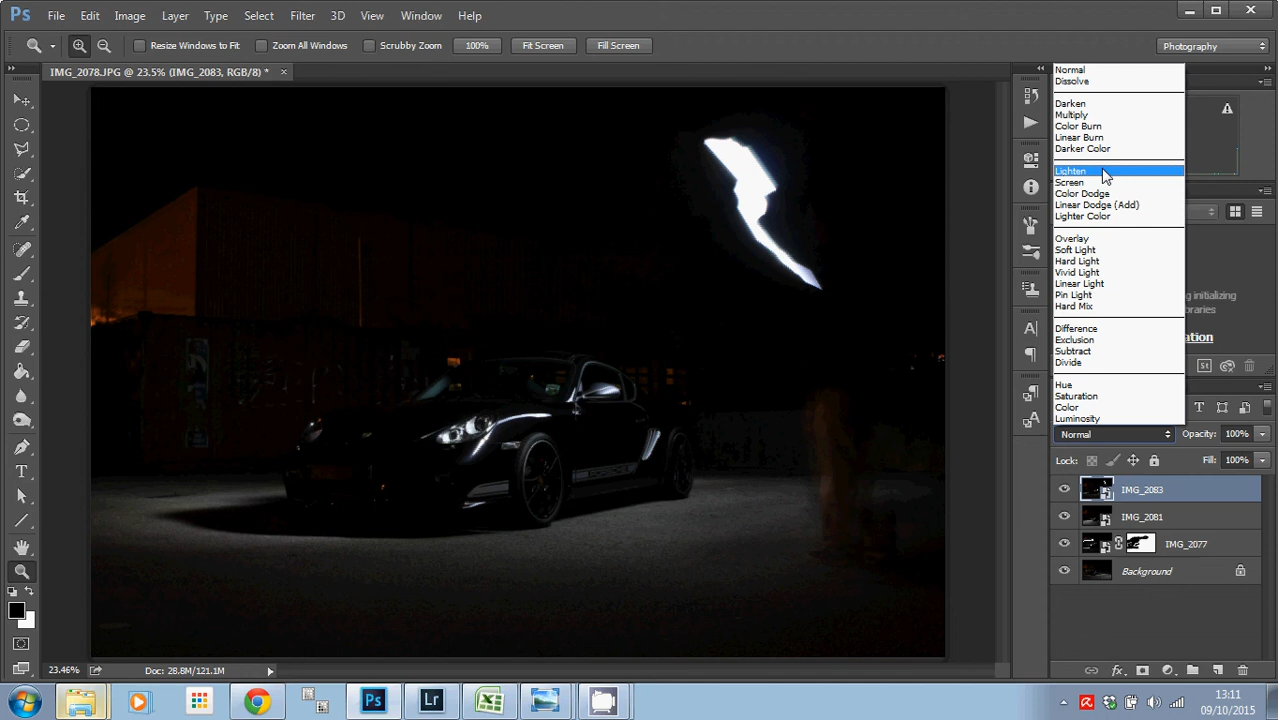 Ps File Edit Image Layer Type Select Filter 3D View Window Help
Resize Windows to Fit Zoom All Windows Scrubby Zoom 100% Fit Screen Fill Screen Photography
IMG_2078.JPG @ 23.5% (IMG_2083, RGB/8) *
Normal
Dissolve
Darken
Multiply
Color Burn
Linear Burn
Darker Color
Lighten
Screen
Color Dodge
Linear Dodge (Add)
Lighter Color
Overlay
Soft Light
Hard Light
Vivid Light
Linear Light
Pin Light
Hard Mix
Difference
Exclusion
Subtract
Divide
Hue
Saturation
Color
Luminosity
initializing
Normal Opacity: 100%
Lock: Fill: 100%
IMG_2083
IMG_2081
IMG_2077
Background
23.46% Doc: 28.8M/121.1M
Ps Lr
13:11
09/10/2015